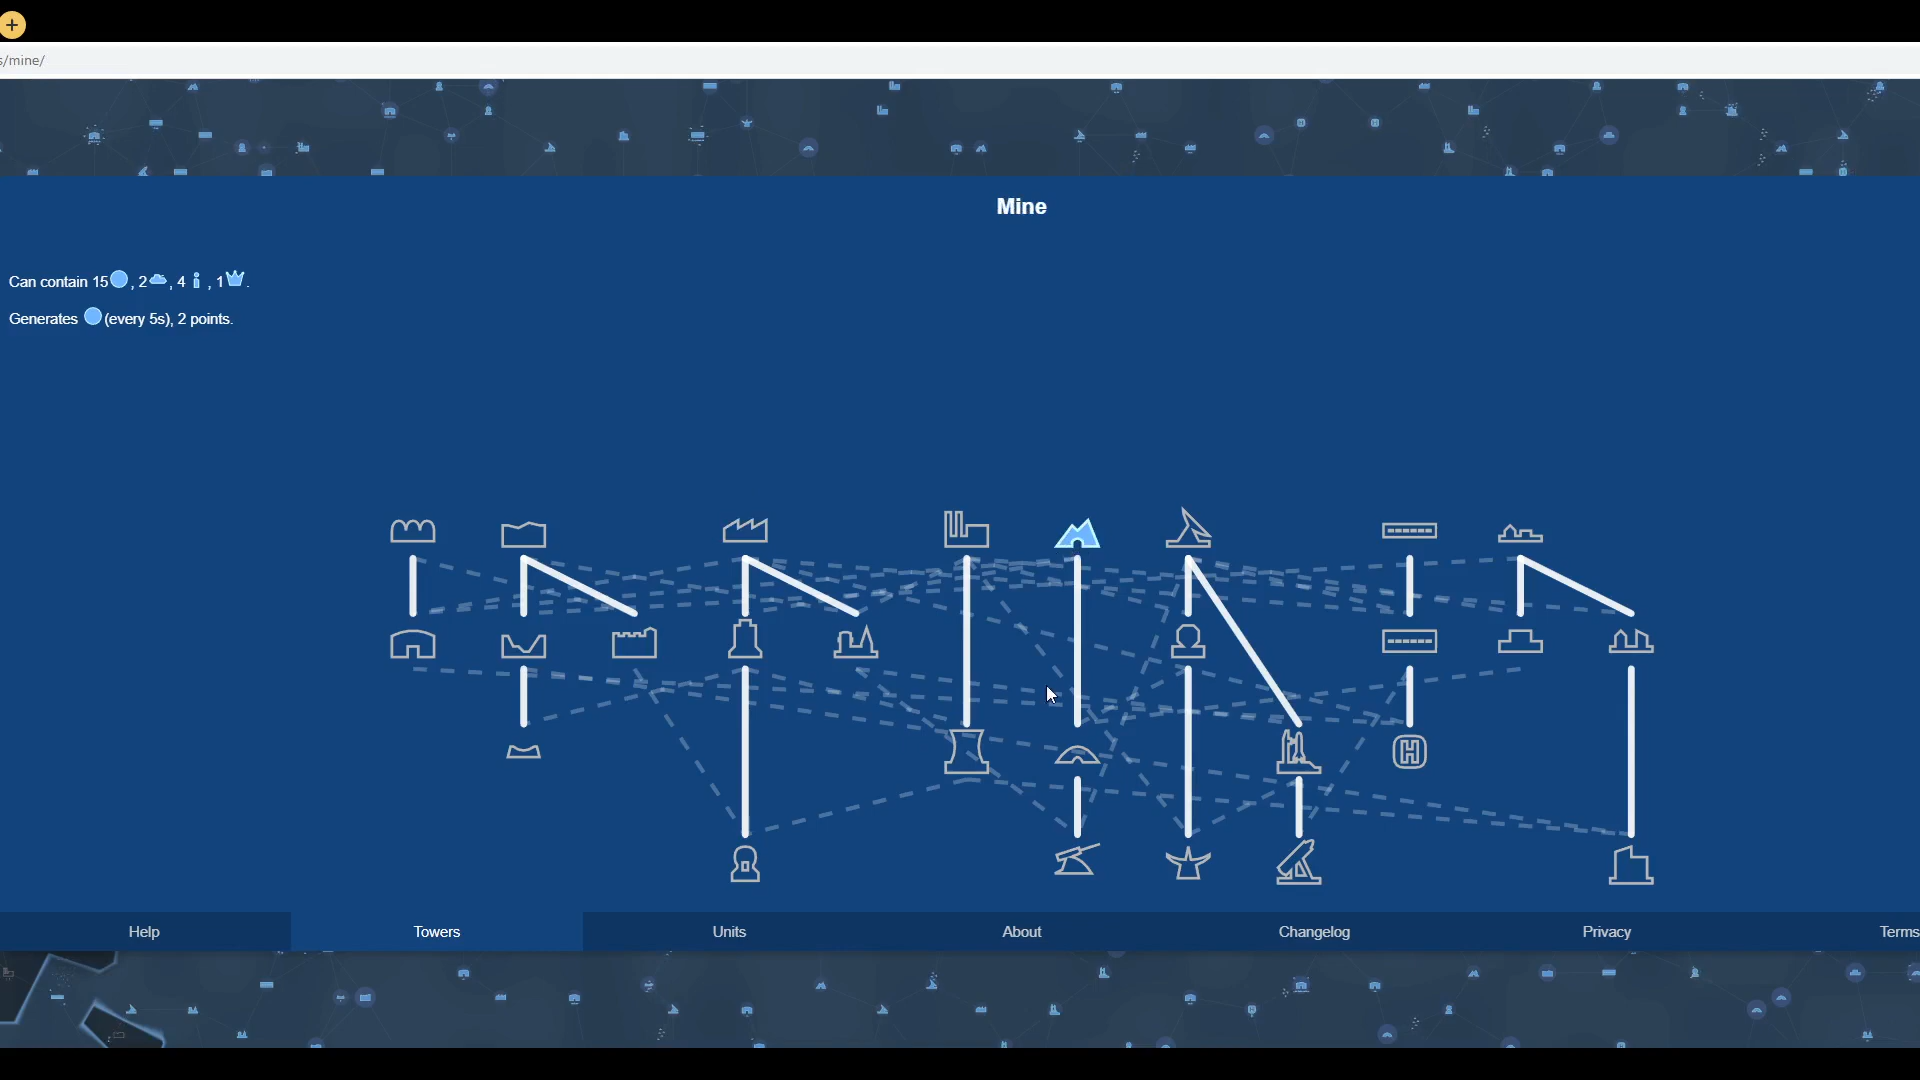 s/mine/
Mine
Can contain 15 , 2 , 4 , 1 .
Generates (every 5s), 2 points.
H
Help
Towers
Units
About
Changelog
Privacy
Terms